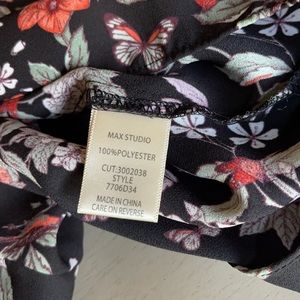 MAX STUDIO
100%POLYESTER
CUT:3002038
STYLE
7706D34
MADE IN CHINA
CARE ON REVERSE